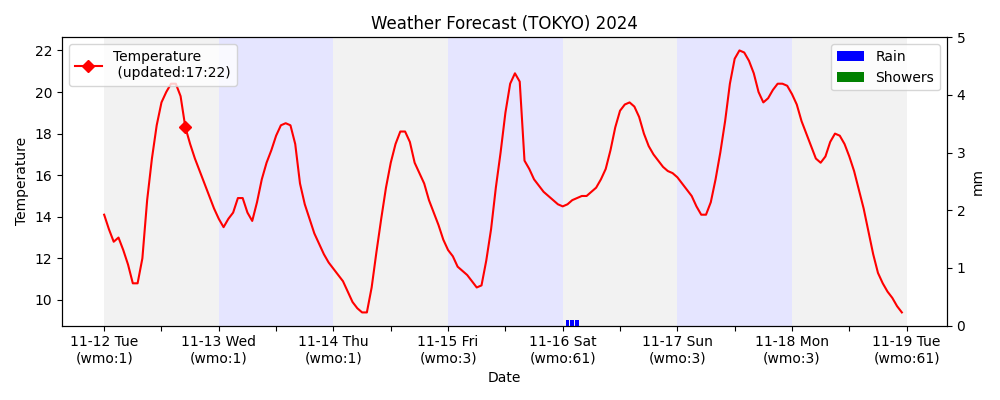 Weather Forecast (TOKYO) 2024
Temperature
(updated:17:22)
Rain
Showers
Temperature
22
20
18
16
14
12
10
5
4
3
2
1
0
mm
11-12 Tue
(wmo:1)
11-13 Wed
(wmo:1)
11-14 Thu
(wmo:1)
11-15 Fri
(wmo:3)
11-16 Sat
(wmo:61)
11-17 Sun
(wmo:3)
11-18 Mon
(wmo:3)
11-19 Tue
(wmo:61)
Date